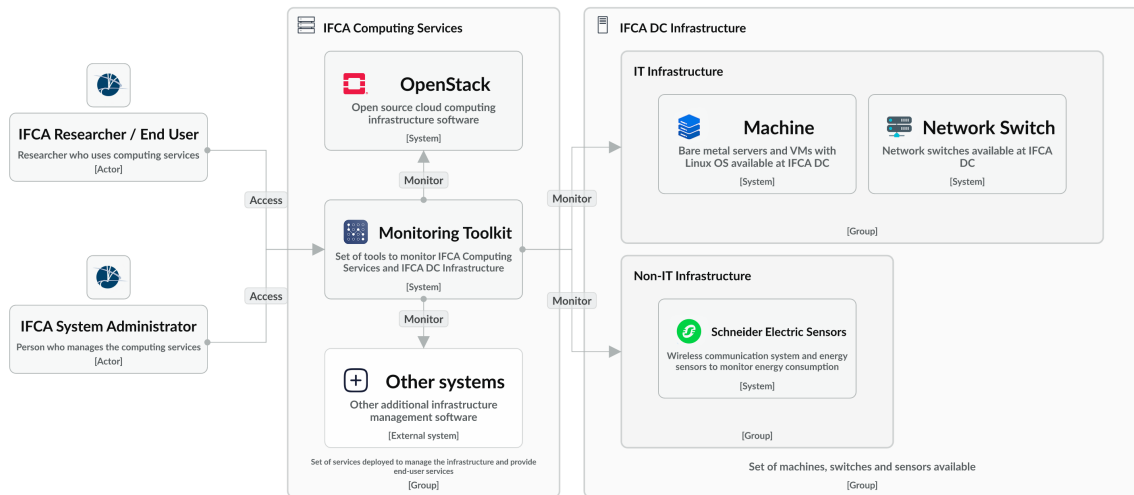 IFCA Researcher / End User
Researcher who uses computing services
[Actor]
IFCA System Administrator
Person who manages the computing services
[Actor]
Access
Access
IFCA Computing Services
OpenStack
Open source cloud computing
infrastructure software
[System]
Monitor
Monitoring Toolkit
Set of tools to monitor IFCA Computing
Services and IFCA DC Infrastructure
[System]
Monitor
Other systems
Other additional infrastructure
management software
[External system]
Set of services deployed to manage the infrastructure and provide
end-user services
[Group]
Monitor
Monitor
IFCA DC Infrastructure
IT Infrastructure
Machine
Bare metal servers and VMs with
Linux OS available at IFCA DC
[System]
Network Switch
Network switches available at IFCA
DC
[System]
[Group]
Non-IT Infrastructure
Schneider Electric Sensors
Wireless communication system and energy
sensors to monitor energy consumption
[System]
[Group]
Set of machines, switches and sensors available
[Group]